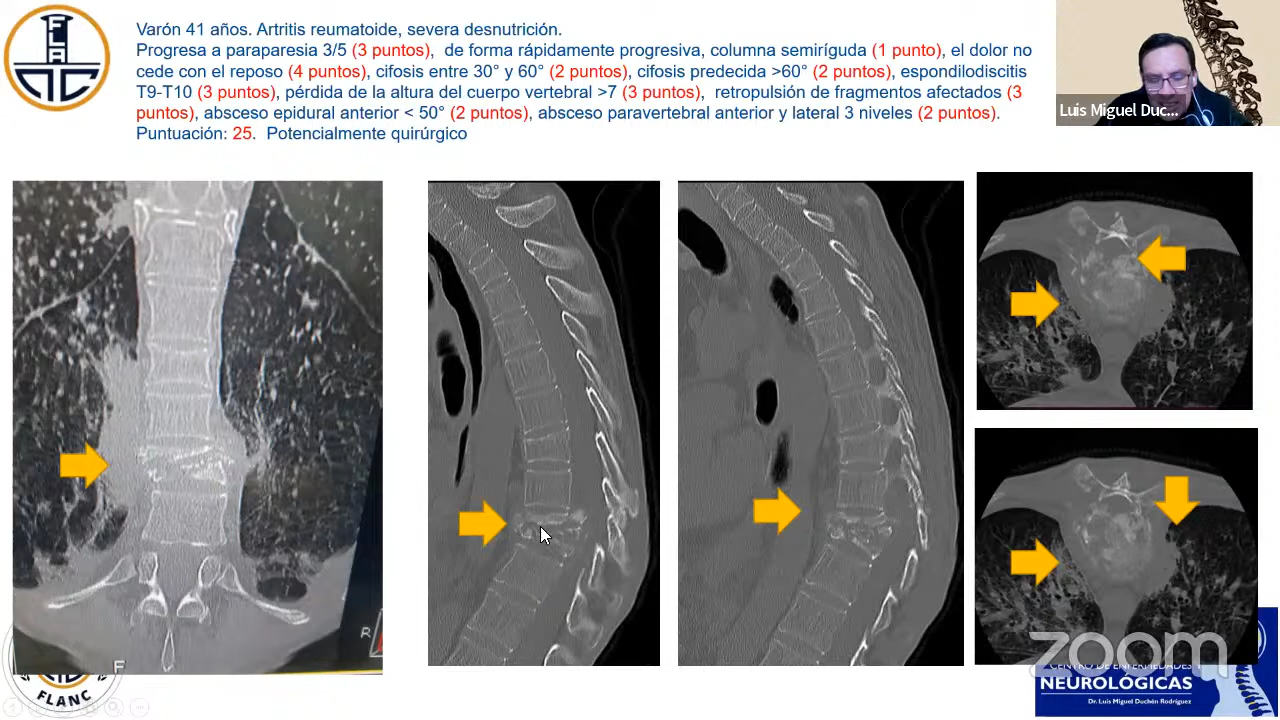 Varón 41 años. Artritis reumatoide, severa desnutrición.
Progresa a paraparesia 3/5 (3 puntos), de forma rápidamente progresiva, columna semiríguda (1 punto), el dolor no
cede con el reposo (4 puntos), cifosis entre 30° y 60° (2 puntos), cifosis predecida >60° (2 puntos), espondilodiscitis
T9-T10 (3 puntos), pérdida de la altura del cuerpo vertebral >7 (3 puntos), retropulsión de fragmentos afectados (3
puntos), absceso epidural anterior < 50° (2 puntos), absceso paravertebral anterior y lateral 3 niveles (2 puntos).
Puntuación: 25. Potencialmente quirúrgico
Luis Miguel Duc...
R
F
FLANC
zoom
CENTRO DE ENFERMEDADES
NEUROLÓGICAS
Dr. Luis Miguel Duchén Rodríguez